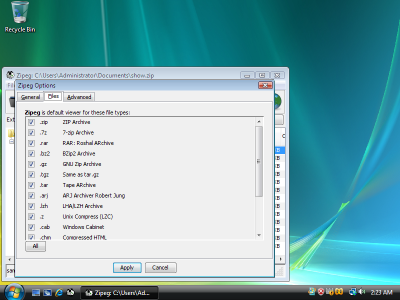 Recycle Bin
Zipeg: C:\Users\Administrator\Documents\show.zip
Zipeg Options
General Files Advanced
Zipeg is default viewer for these file types:
.zip ZIP Archive
.7z 7-zip Archive
.rar RAR: Roshal ARchive
.bz2 BZip2 Archive
.gz GNU Zip Archive
.tgz Same as tar.gz
.tar Tape ARchive
.arj ARJ Archiver Robert Jung
.lzh LHA/LZH Archive
.z Unix Compress (LZC)
.cab Windows Cabinet
.chm Compressed HTML
All
Apply Cancel
Zipeg: C:\Users\Ad...
2:23 AM